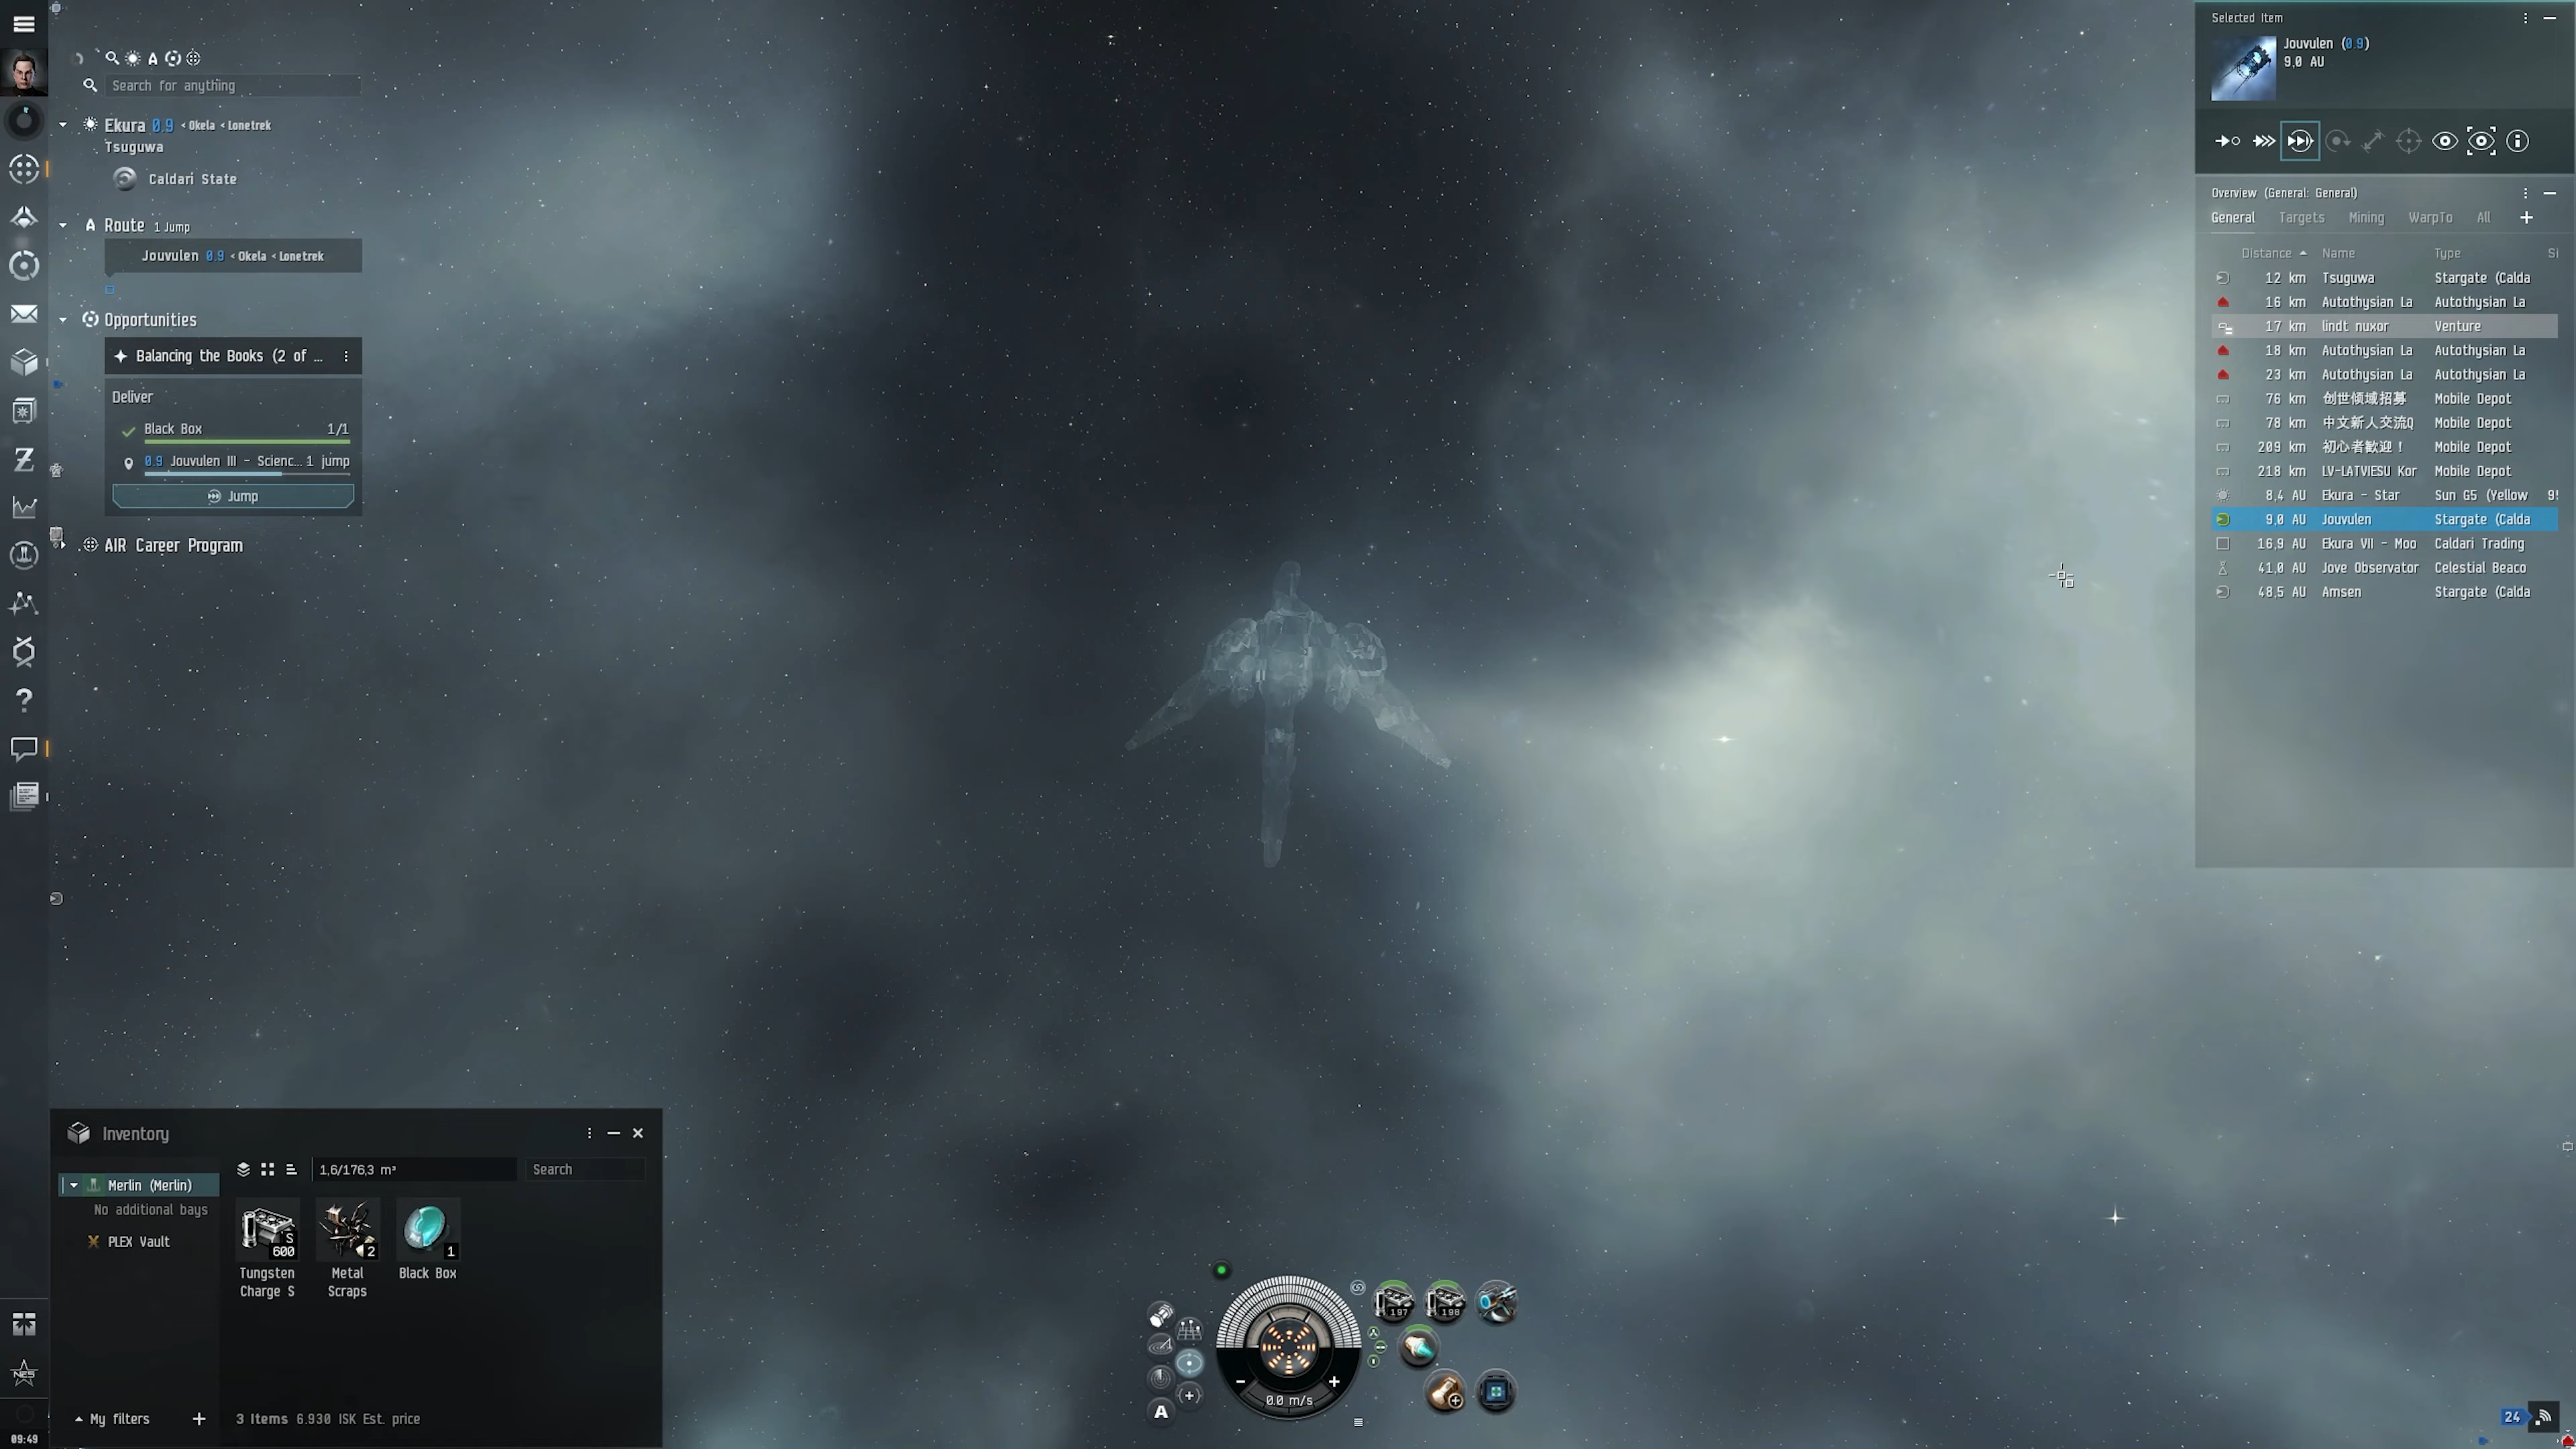 Search for anything
Ekura 0.9 < Okela < Lonetrek
Tsuguwa
Caldari State
Route 1 Jump
Jouvulen 0.9 < Okela < Lonetrek
Opportunities
Balancing the Books (2 of ...
Deliver
Black Box 1/1
0.9 Jouvulen III - Scienc... 1 jump
Jump
AIR Career Program
Selected Item
Jouvulen (0.9)
9,0 AU
Overview (General: General)
General Targets Mining WarpTo All +
Distance Name Type Si
12 km Tsuguwa Stargate (Calda
16 km Autothysian La Autothysian La
17 km lindt nuxor Venture
18 km Autothysian La Autothysian La
23 km Autothysian La Autothysian La
76 km 创世倾域招募 Mobile Depot
78 km 中文新人交流Q Mobile Depot
209 km 初心者歓迎！ Mobile Depot
218 km LV-LATVIESU Kor Mobile Depot
8,4 AU Ekura - Star Sun G5 (Yellow 9!
9,0 AU Jouvulen Stargate (Calda
16,9 AU Ekura VII - Moo Caldari Trading
41,0 AU Jove Observator Celestial Beaco
48,5 AU Amsen Stargate (Calda
Inventory
Merlin (Merlin)
No additional bays
PLEX Vault
1,6/176,3 m³
Search
S
600
2
1
Tungsten Charge S
Metal Scraps
Black Box
My filters +
3 Items 6.930 ISK Est. price
NES
09:49
197
198
0.0 m/s
A
24